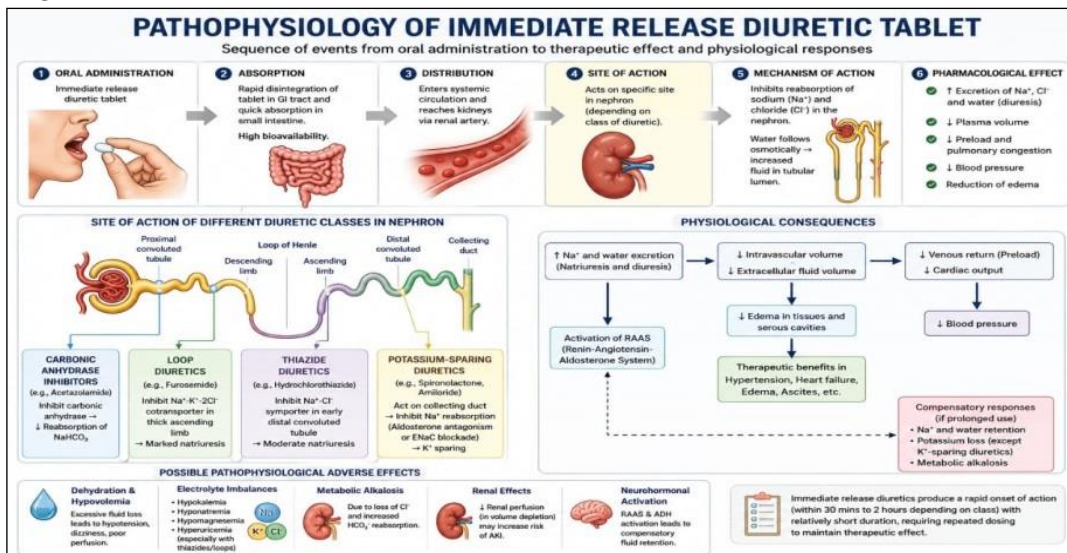 PATHOPHYSIOLOGY OF IMMEDIATE RELEASE DIURETIC TABLET
Sequence of events from oral administration to therapeutic effect and physiological responses
1 ORAL ADMINISTRATION
Immediate release
diuretic tablet
2 ABSORPTION
Rapid disintegration of
tablet in GI tract and
quick absorption in
small intestine.
High bioavailability.
3 DISTRIBUTION
Enters systemic
circulation and
reaches kidneys
via renal artery.
4 SITE OF ACTION
Acts on specific site
in nephron
(depending on
class of diuretic).
5 MECHANISM OF ACTION
Inhibits reabsorption of
sodium (Na⁺) and
chloride (Cl⁻) in the
nephron.
Water follows
osmotically →
increased
fluid in tubular
lumen.
6 PHARMACOLOGICAL EFFECT
↑ Excretion of Na⁺, Cl⁻
and water (diuresis)
↓ Plasma volume
↓ Preload and
pulmonary congestion
↓ Blood pressure
Reduction of edema
SITE OF ACTION OF DIFFERENT DIURETIC CLASSES IN NEPHRON
Proximal
convoluted
tubule
Loop of Henle
Descending
limb
Ascending
limb
Distal
convoluted
tubule
Collecting
duct
CARBONIC
ANHYDRASE
INHIBITORS
(e.g., Acetazolamide)
Inhibit carbonic
anhydrase →
↓ Reabsorption of
NaHCO₃
LOOP
DIURETICS
(e.g., Furosemide)
Inhibit Na⁺-K⁺-2Cl⁻
cotransporter in
thick ascending
limb
→ Marked natriuresis
THIAZIDE
DIURETICS
(e.g., Hydrochlorothiazide)
Inhibit Na⁺-Cl⁻
symporter in early
distal convoluted
tubule
→ Moderate natriuresis
POTASSIUM-SPARING
DIURETICS
(e.g., Spironolactone,
Amiloride)
Act on collecting duct
→ Inhibit Na⁺ reabsorption
(Aldosterone antagonism
or ENaC blockade)
→ K⁺ sparing
PHYSIOLOGICAL CONSEQUENCES
↑ Na⁺ and water excretion
(Natriuresis and diuresis)
↓ Intravascular volume
↓ Extracellular fluid volume
↓ Venous return (Preload)
↓ Cardiac output
Activation of RAAS
(Renin-Angiotensin-
Aldosterone System)
↓ Edema in tissues and
serous cavities
↓ Blood pressure
Therapeutic benefits in
Hypertension, Heart failure,
Edema, Ascites, etc.
Compensatory responses
(if prolonged use)
• Na⁺ and water retention
• Potassium loss (except
K⁺-sparing diuretics)
• Metabolic alkalosis
POSSIBLE PATHOPHYSIOLOGICAL ADVERSE EFFECTS
Dehydration &
Hypovolemia
Excessive fluid loss
leads to hypotension,
dizziness, poor
perfusion.
Electrolyte Imbalances
• Hypokalemia
• Hyponatremia
• Hypomagnesemia
• Hyperuricemia
(especially with
thiazides/loops)
Na⁺
K⁺
Cl⁻
Metabolic Alkalosis
Due to loss of Cl⁻
and increased
HCO₃⁻ reabsorption.
Renal Effects
↓ Renal perfusion
(in volume depletion)
may increase risk
of AKI.
Neurohormonal
Activation
RAAS & ADH
activation leads to
compensatory
fluid retention.
Immediate release diuretics produce a rapid onset of action
(within 30 mins to 2 hours depending on class) with
relatively short duration, requiring repeated dosing
to maintain therapeutic effect.